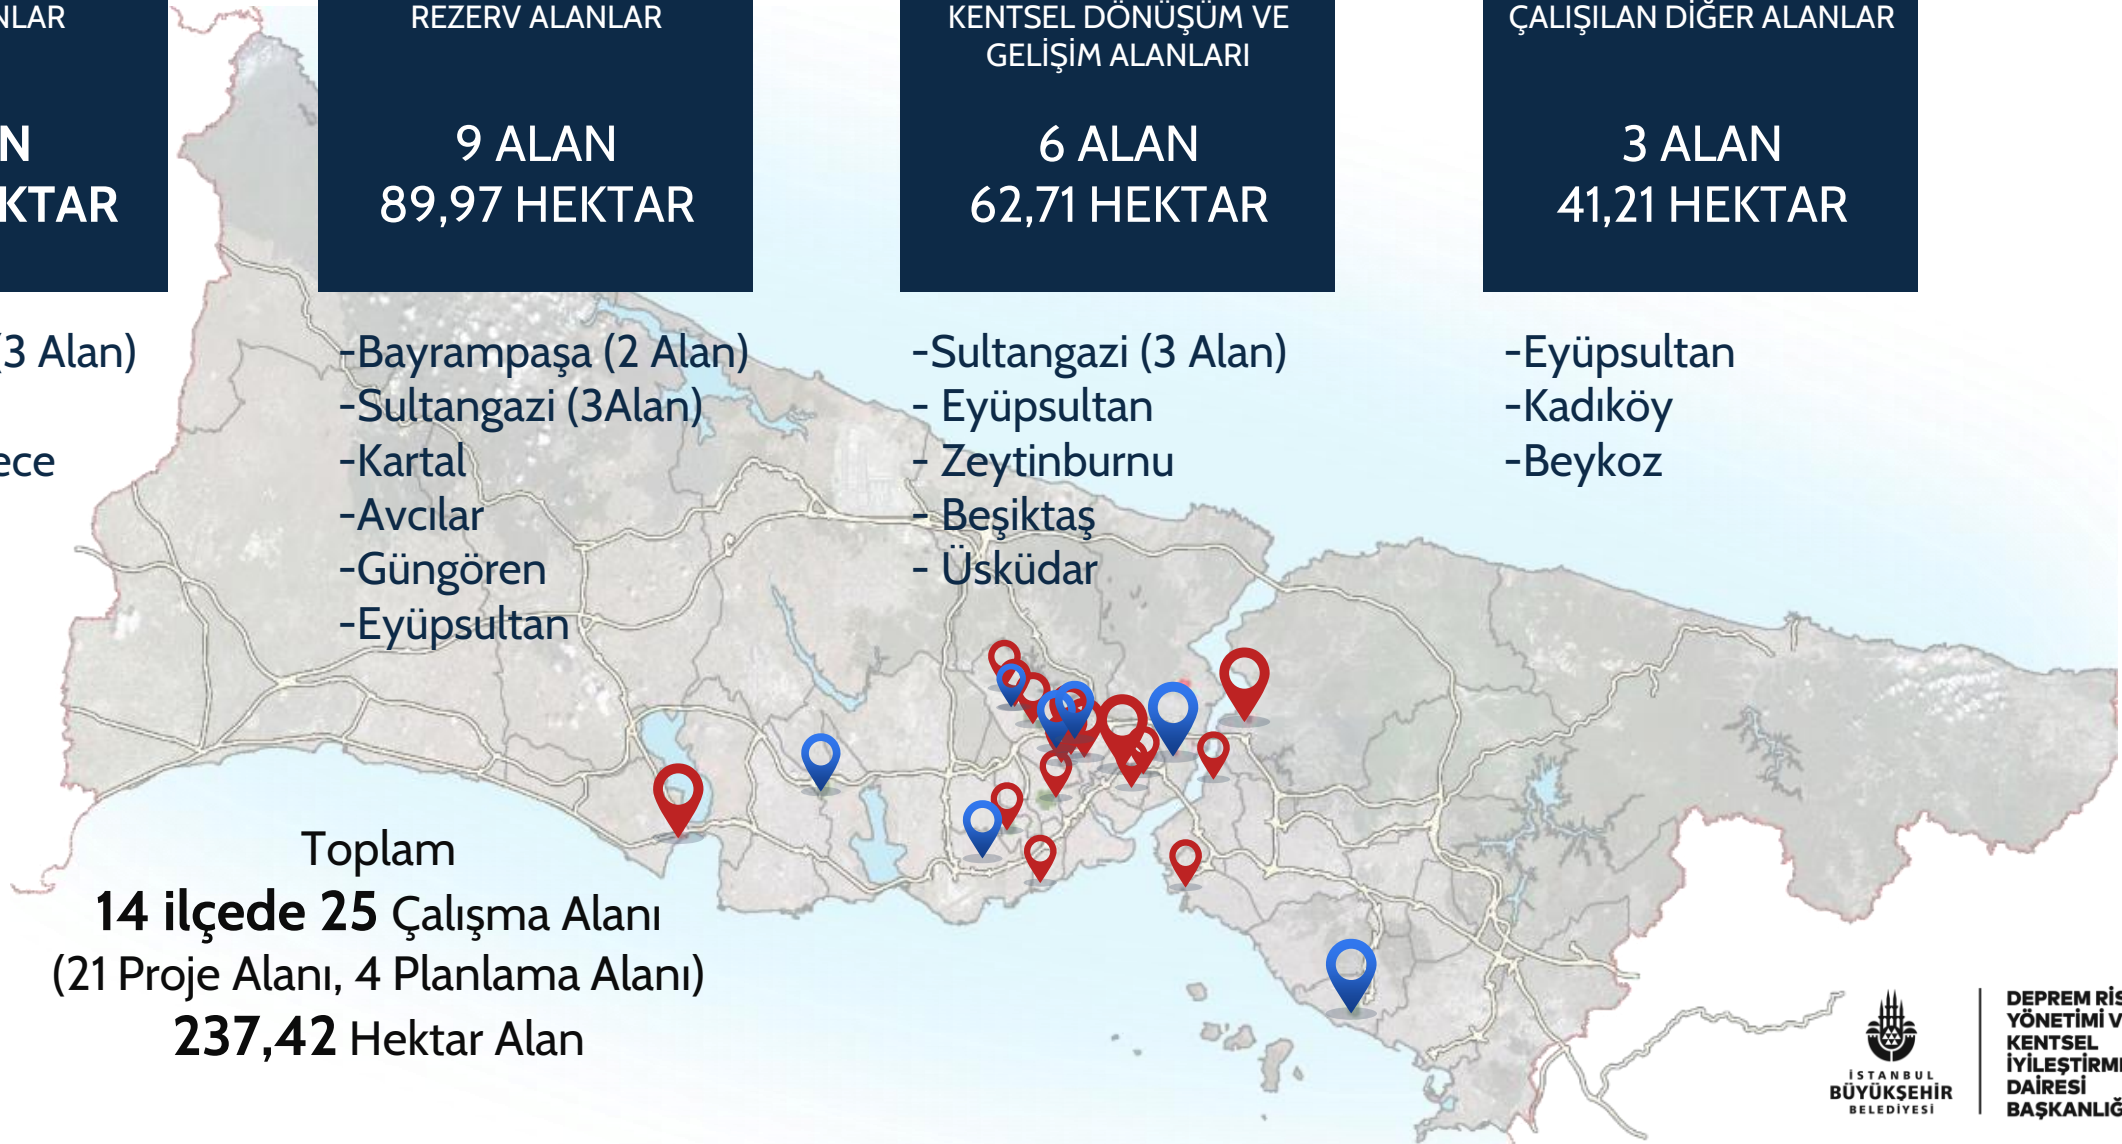 NLAR
N
KTAR
(3 Alan)
ece
REZERV ALANLAR
9 ALAN
89,97 HEKTAR
-Bayrampaşa (2 Alan)
-Sultangazi (3Alan)
-Kartal
-Avcılar
-Güngören
-Eyüpsultan
KENTSEL DÖNÜŞÜM VE
GELİŞİM ALANLARI
6 ALAN
62,71 HEKTAR
-Sultangazi (3 Alan)
- Eyüpsultan
- Zeytinburnu
- Beşiktaş
- Üsküdar
ÇALIŞILAN DİĞER ALANLAR
3 ALAN
41,21 HEKTAR
-Eyüpsultan
-Kadıköy
-Beykoz
Toplam
14 ilçede 25 Çalışma Alanı
(21 Proje Alanı, 4 Planlama Alanı)
237,42 Hektar Alan
İSTANBUL
BÜYÜKŞEHİR
BELEDİYESİ
DEPREM RİS
YÖNETİMİ V
KENTSEL
İYİLEŞTİRME
DAİRESİ
BAŞKANLIĞ